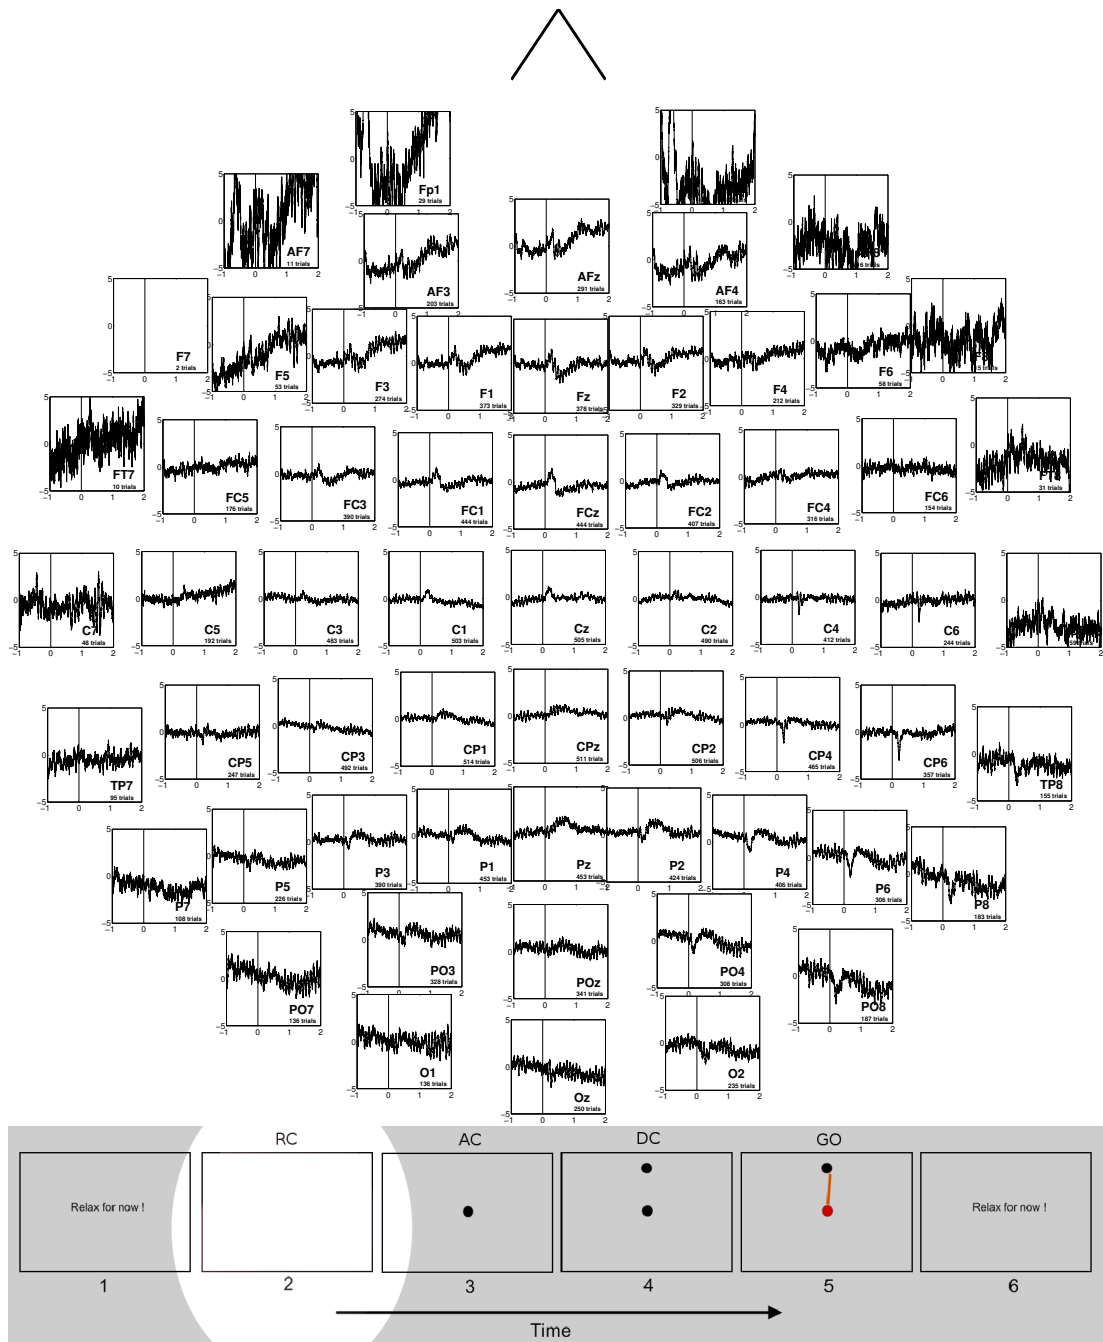 Fp1
29 trials
AF7
11 trials
AF3
203 trials
AFz
291 trials
AF4
163 trials
F7
2 trials
F5
53 trials
F3
274 trials
F1
373 trials
Fz
378 trials
F2
329 trials
F4
212 trials
F6
58 trials
FT7
10 trials
FC5
176 trials
FC3
390 trials
FC1
444 trials
FCz
444 trials
FC2
407 trials
FC4
316 trials
FC6
154 trials
31 trials
C7
48 trials
C5
192 trials
C3
483 trials
C1
503 trials
Cz
505 trials
C2
490 trials
C4
412 trials
C6
244 trials
TP7
95 trials
CP5
247 trials
CP3
492 trials
CP1
514 trials
CPz
511 trials
CP2
506 trials
CP4
465 trials
CP6
357 trials
TP8
155 trials
P7
108 trials
P5
226 trials
P3
390 trials
P1
453 trials
Pz
453 trials
P2
424 trials
P4
406 trials
P6
306 trials
P8
183 trials
PO7
136 trials
PO3
328 trials
POz
341 trials
PO4
308 trials
PO8
187 trials
O1
136 trials
Oz
250 trials
O2
235 trials
RC
AC
DC
GO
Relax for now !
Relax for now !
1
2
3
4
5
6
Time